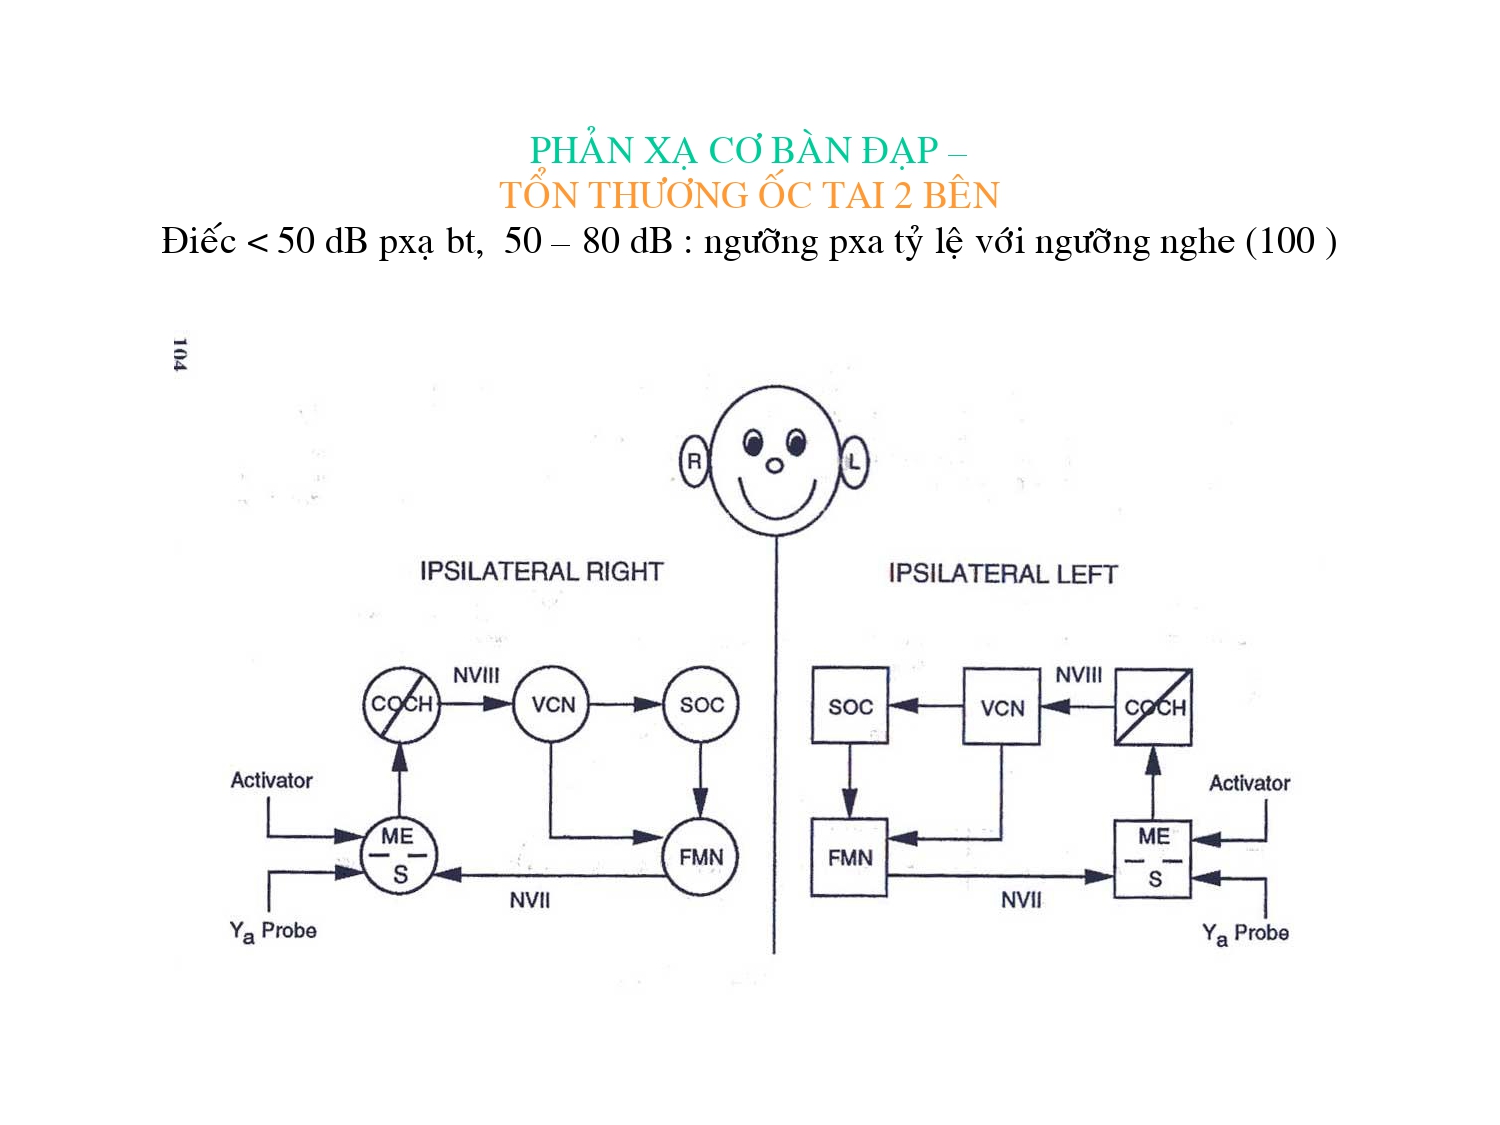 PHẢN XẠ CƠ BÀN ĐẠP –
TỔN THƯƠNG ỐC TAI 2 BÊN
Điếc < 50 dB pxạ bt,  50 – 80 dB : ngưỡng pxa tỷ lệ với ngưỡng nghe (100 )
104
R
L
IPSILATERAL RIGHT
IPSILATERAL LEFT
COCH
NVIII
VCN
SOC
SOC
VCN
NVIII
COCH
Activator
Activator
ME
S
FMN
FMN
ME
S
NVII
NVII
Ya Probe
Ya Probe